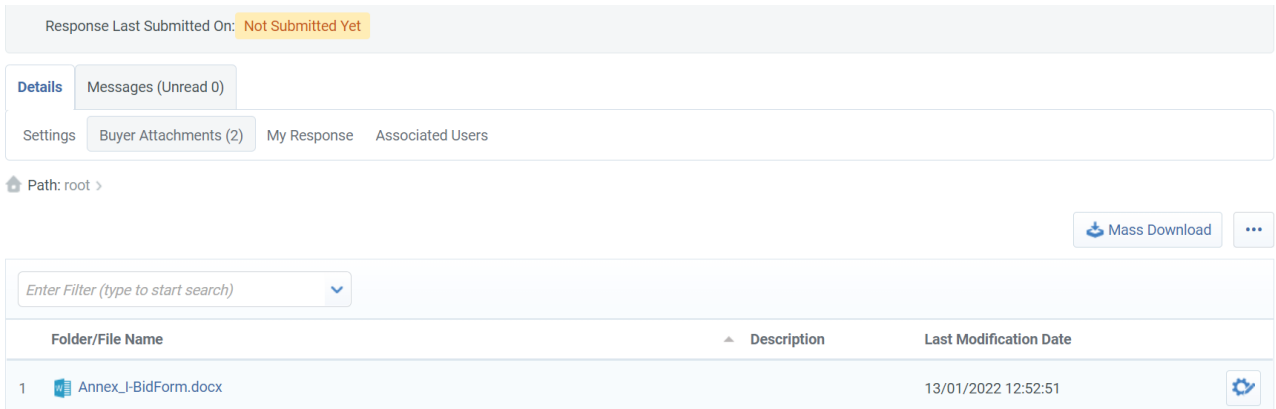 Response Last Submitted On: Not Submitted Yet
Details Messages (Unread 0)
Settings Buyer Attachments (2) My Response Associated Users
Path: root
Mass Download ...
Enter Filter (type to start search)
Folder/File Name Description Last Modification Date
1 Annex_I-BidForm.docx 13/01/2022 12:52:51